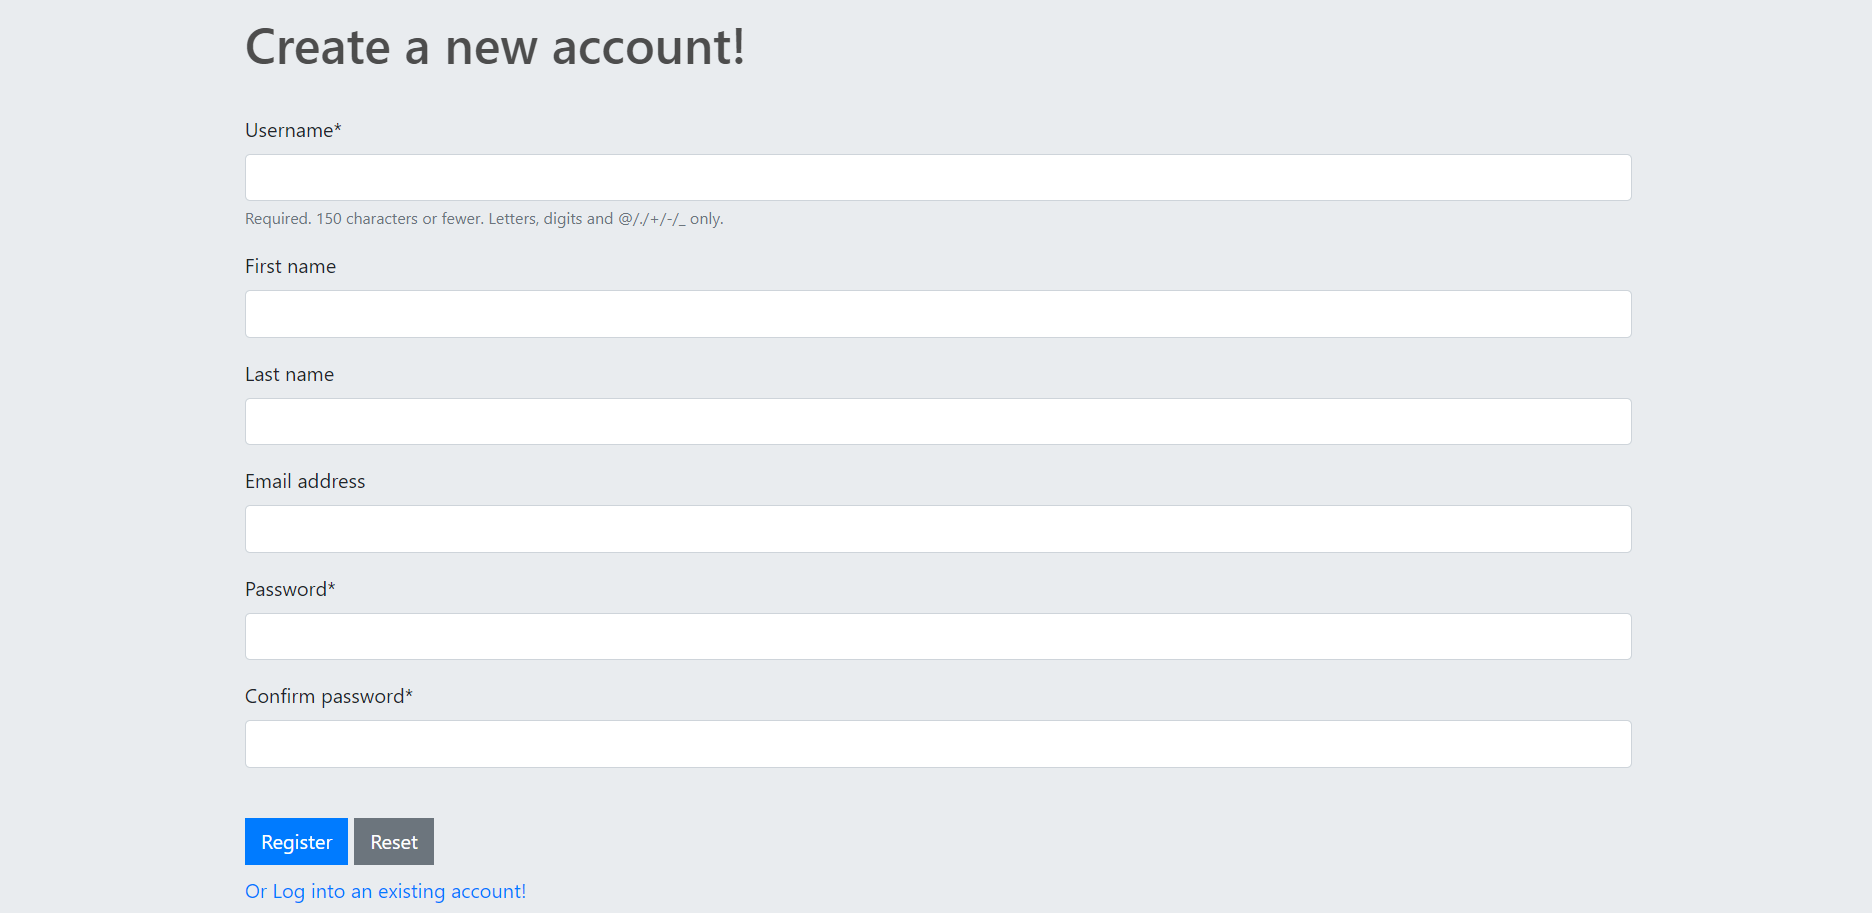 Create a new account!
Username*
Required. 150 characters or fewer. Letters, digits and @/./+/-/_ only.
First name
Last name
Email address
Password*
Confirm password*
Register Reset
Or Log into an existing account!